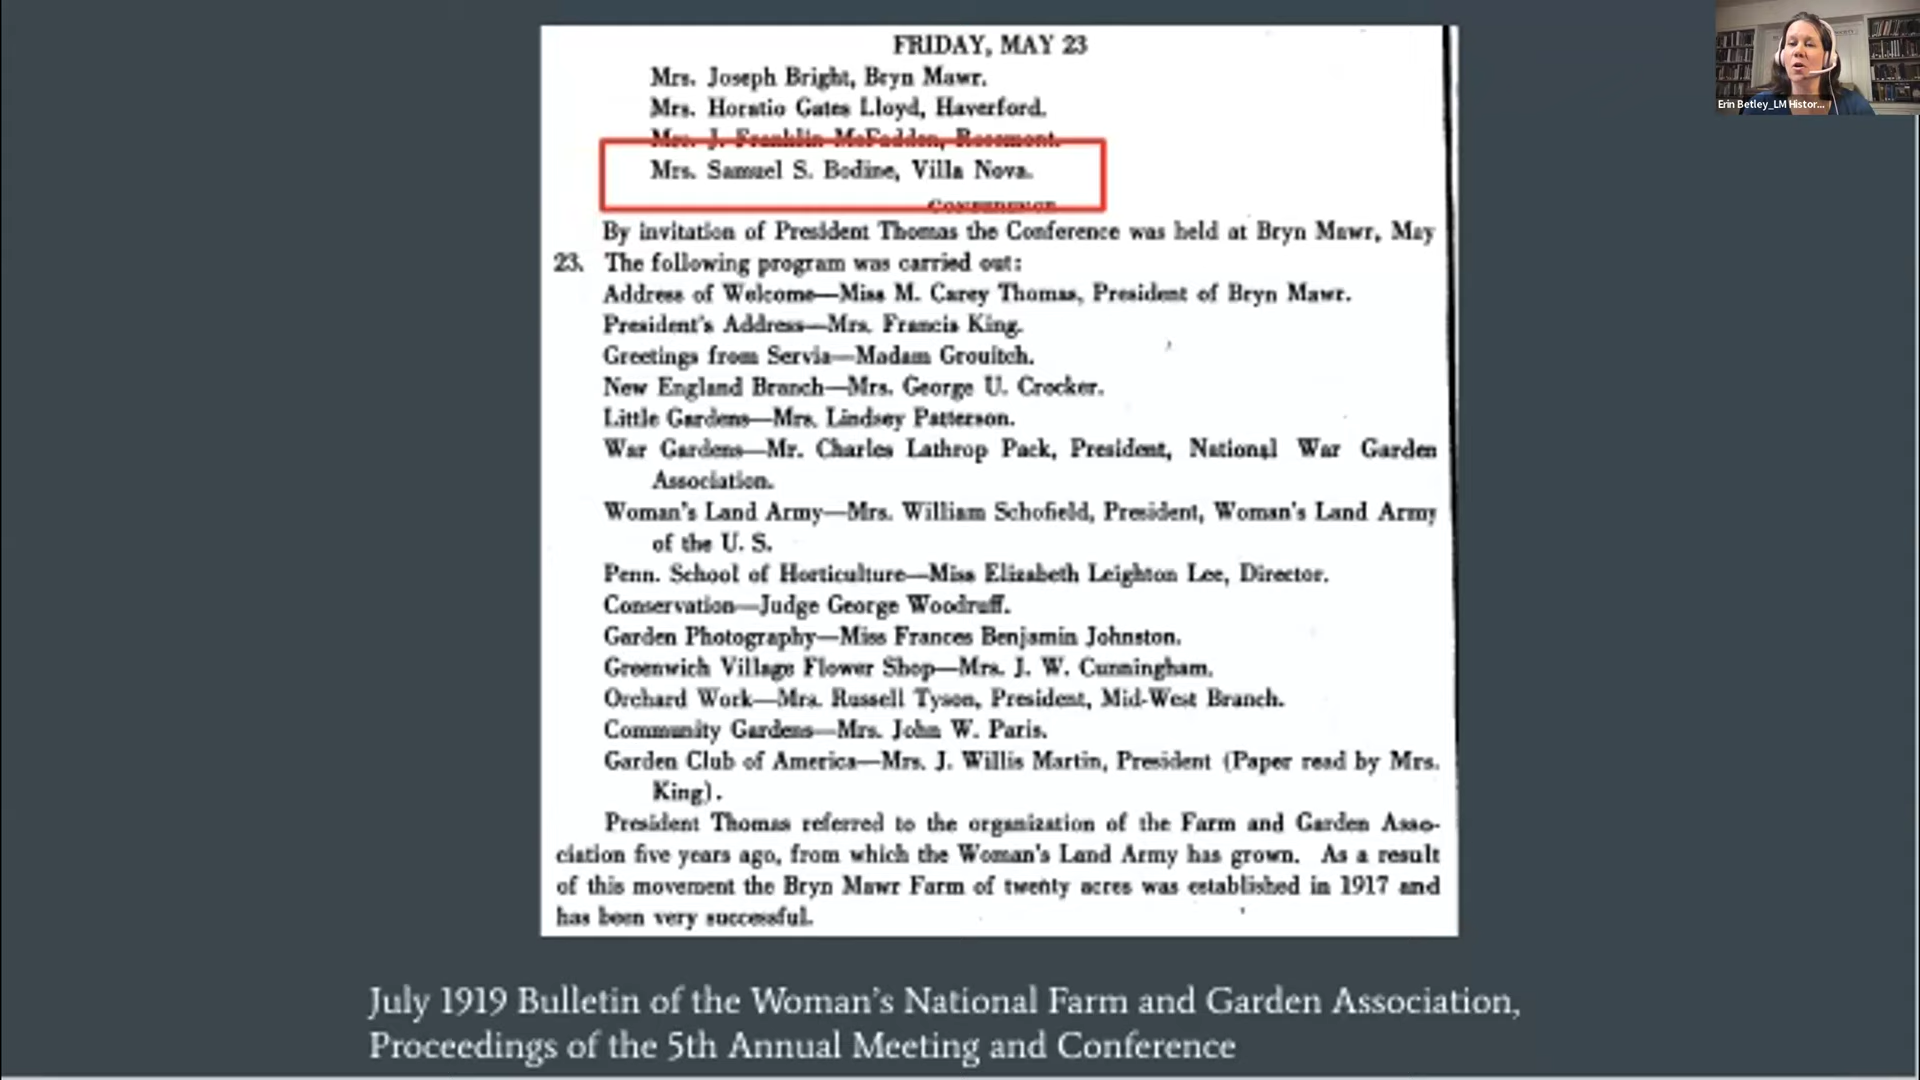 FRIDAY, MAY 23
Mrs. Joseph Bright, Bryn Mawr.
Mrs. Horatio Gates Lloyd, Haverford.
Mrs. J. Franklin McFadden, Rosemont.
Mrs. Samuel S. Bodine, Villa Nova.
CONFERENCE
By invitation of President Thomas the Conference was held at Bryn Mawr, May
23. The following program was carried out:
Address of Welcome—Miss M. Carey Thomas, President of Bryn Mawr.
President's Address—Mrs. Francis King.
Greetings from Servia—Madam Grouitch.
New England Branch—Mrs. George U. Crocker.
Little Gardens—Mrs. Lindsey Patterson.
War Gardens—Mr. Charles Lathrop Pack, President, National War Garden
Association.
Woman's Land Army—Mrs. William Schofield, President, Woman's Land Army
of the U. S.
Penn. School of Horticulture—Miss Elizabeth Leighton Lee, Director.
Conservation—Judge George Woodruff.
Garden Photography—Miss Frances Benjamin Johnston.
Greenwich Village Flower Shop—Mrs. J. W. Cunningham.
Orchard Work—Mrs. Russell Tyson, President, Mid-West Branch.
Community Gardens—Mrs. John W. Paris.
Garden Club of America—Mrs. J. Willis Martin, President (Paper read by Mrs.
King).
President Thomas referred to the organization of the Farm and Garden Asso-
ciation five years ago, from which the Woman's Land Army has grown. As a result
of this movement the Bryn Mawr Farm of twenty acres was established in 1917 and
has been very successful.
July 1919 Bulletin of the Woman's National Farm and Garden Association,
Proceedings of the 5th Annual Meeting and Conference
Erin Betley_LM Histor...